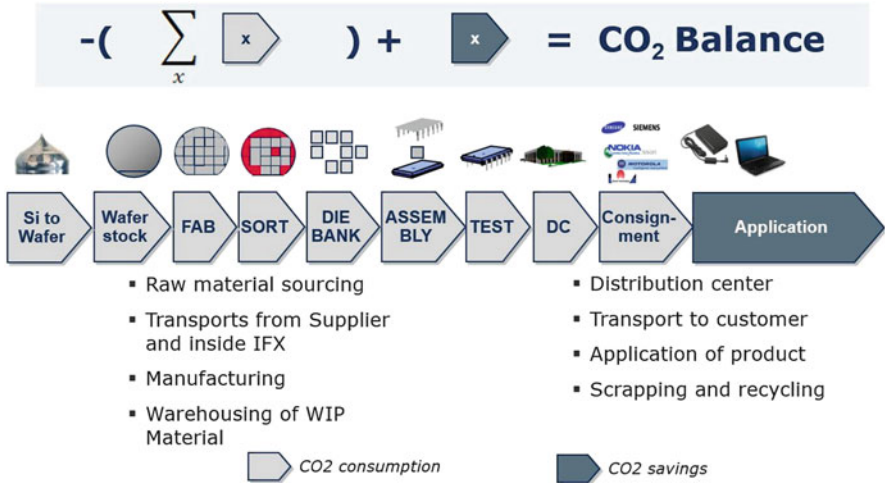 -( ∑ x x ) + x = CO₂ Balance
SAMSUNG SIEMENS
NOKIA
MOTOROLA
Si to Wafer
Wafer stock
FAB
SORT
DIE BANK
ASSEM BLY
TEST
DC
Consign-ment
Application
▪ Raw material sourcing
▪ Transports from Supplier
and inside IFX
▪ Manufacturing
▪ Warehousing of WIP
Material
▪ Distribution center
▪ Transport to customer
▪ Application of product
▪ Scrapping and recycling
CO2 consumption
CO2 savings